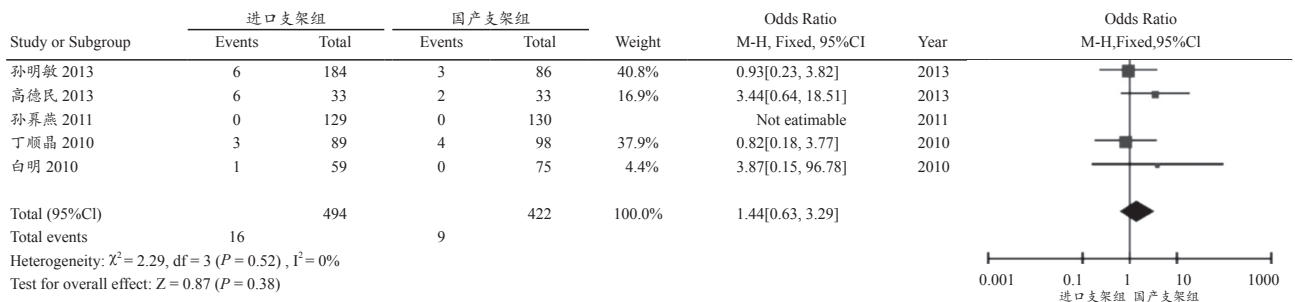 进口支架组 国产支架组 Odds Ratio Odds Ratio
Study or Subgroup Events Total Events Total Weight M-H, Fixed, 95%CI Year M-H,Fixed,95%Cl
孙明敏 2013 6 184 3 86 40.8% 0.93[0.23, 3.82] 2013
高德民 2013 6 33 2 33 16.9% 3.44[0.64, 18.51] 2013
孙昇燕 2011 0 129 0 130 Not eatimable 2011
丁顺晶 2010 3 89 4 98 37.9% 0.82[0.18, 3.77] 2010
白明 2010 1 59 0 75 4.4% 3.87[0.15, 96.78] 2010
Total (95%Cl) 494 422 100.0% 1.44[0.63, 3.29]
Total events 16 9
Heterogeneity: χ² = 2.29, df = 3 (P = 0.52) , I² = 0%
Test for overall effect: Z = 0.87 (P = 0.38)
0.001 0.1 1 10 1000
进口支架组 国产支架组